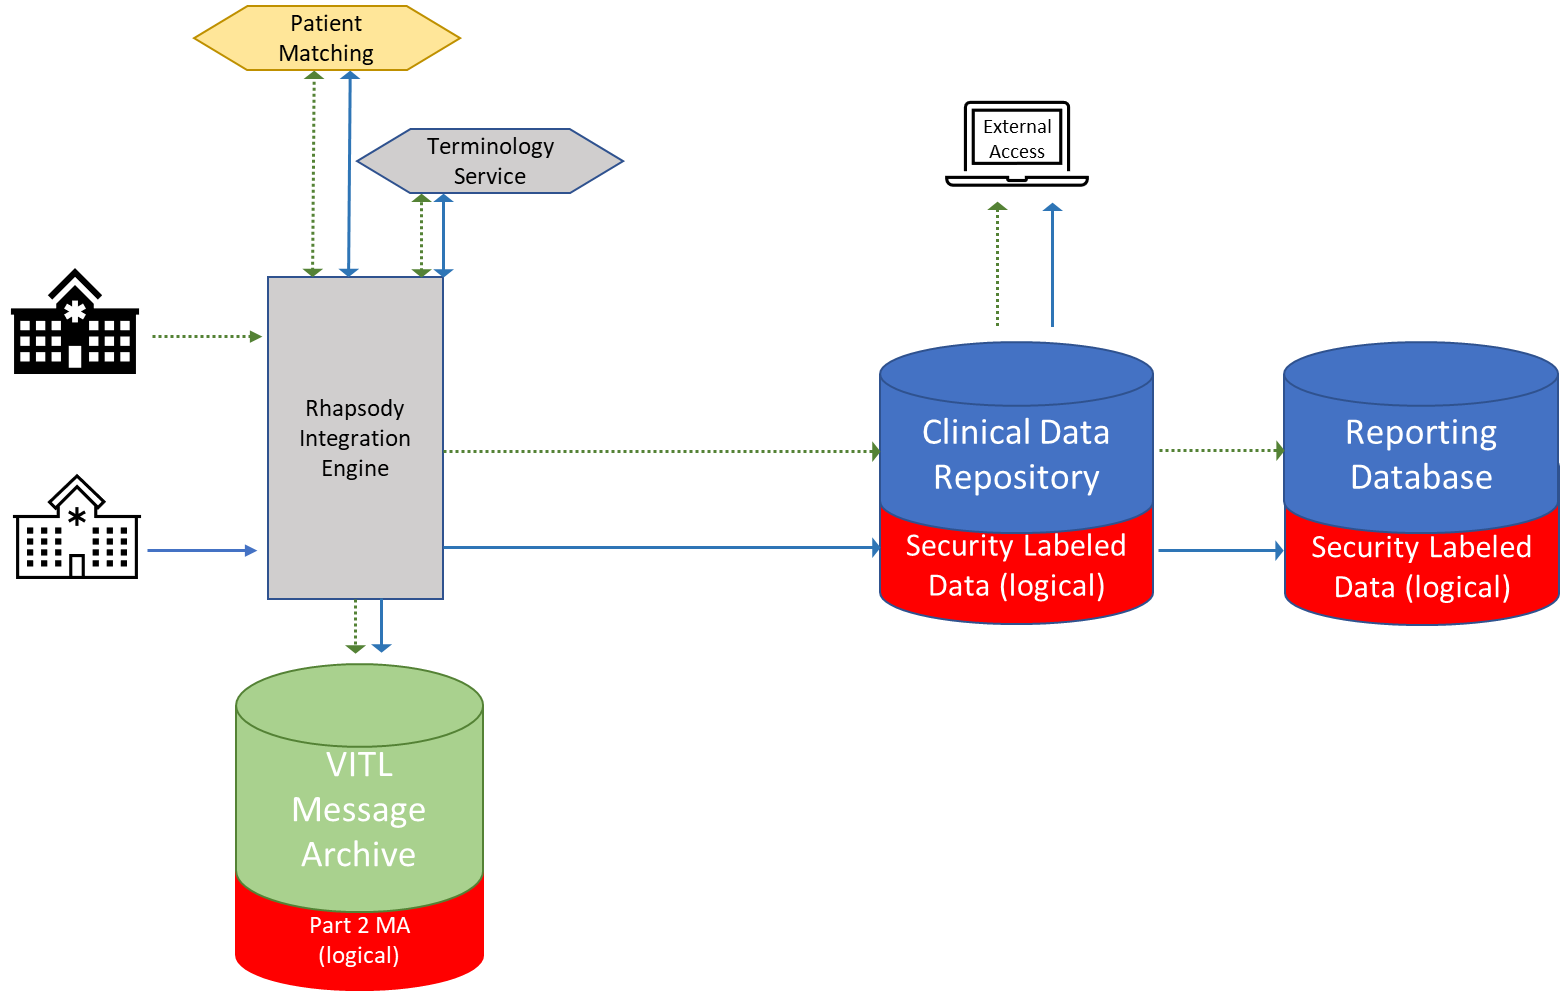 Patient
Matching
Terminology
Service
External
Access
Rhapsody
Integration
Engine
Clinical Data
Repository
Security Labeled
Data (logical)
Reporting
Database
Security Labeled
Data (logical)
VITL
Message
Archive
Part 2 MA
(logical)